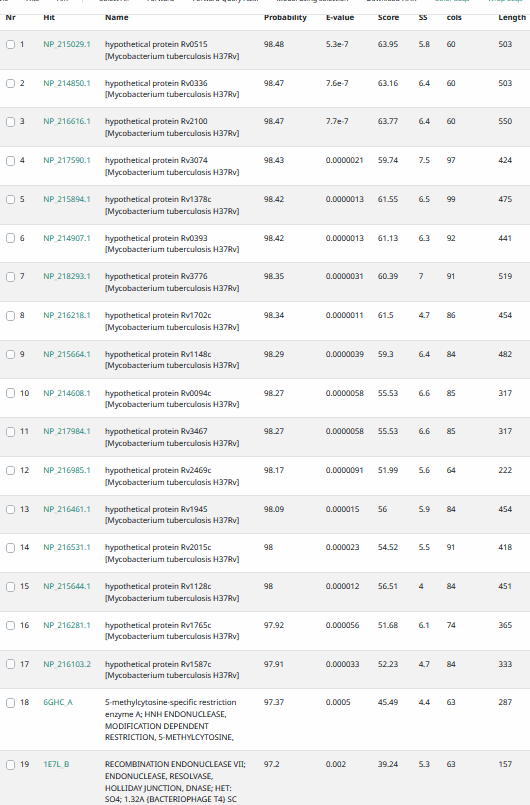 Nr Hit Name Probability E-value Score SS cols Length
1 NP_215029.1 hypothetical protein Rv0515 98.48 5.3e-7 63.95 5.8 60 503
[Mycobacterium tuberculosis H37Rv]
2 NP_214850.1 hypothetical protein Rv0336 98.47 7.6e-7 63.16 6.4 60 503
[Mycobacterium tuberculosis H37Rv]
3 NP_216616.1 hypothetical protein Rv2100 98.47 7.7e-7 63.77 6.4 60 550
[Mycobacterium tuberculosis H37Rv]
4 NP_217590.1 hypothetical protein Rv3074 98.43 0.0000021 59.74 7.5 97 424
[Mycobacterium tuberculosis H37Rv]
5 NP_215894.1 hypothetical protein Rv1378c 98.42 0.0000013 61.55 6.5 99 475
[Mycobacterium tuberculosis H37Rv]
6 NP_214907.1 hypothetical protein Rv0393 98.42 0.0000013 61.13 6.3 92 441
[Mycobacterium tuberculosis H37Rv]
7 NP_218293.1 hypothetical protein Rv3776 98.35 0.0000031 60.39 7 91 519
[Mycobacterium tuberculosis H37Rv]
8 NP_216218.1 hypothetical protein Rv1702c 98.34 0.0000011 61.5 4.7 86 454
[Mycobacterium tuberculosis H37Rv]
9 NP_215664.1 hypothetical protein Rv1148c 98.29 0.0000039 59.3 6.4 84 482
[Mycobacterium tuberculosis H37Rv]
10 NP_214608.1 hypothetical protein Rv0094c 98.27 0.0000058 55.53 6.6 85 317
[Mycobacterium tuberculosis H37Rv]
11 NP_217984.1 hypothetical protein Rv3467 98.27 0.0000058 55.53 6.6 85 317
[Mycobacterium tuberculosis H37Rv]
12 NP_216985.1 hypothetical protein Rv2469c 98.17 0.0000091 51.99 5.6 64 222
[Mycobacterium tuberculosis H37Rv]
13 NP_216461.1 hypothetical protein Rv1945 98.09 0.000015 56 5.9 84 454
[Mycobacterium tuberculosis H37Rv]
14 NP_216531.1 hypothetical protein Rv2015c 98 0.000023 54.52 5.5 91 418
[Mycobacterium tuberculosis H37Rv]
15 NP_215644.1 hypothetical protein Rv1128c 98 0.000012 56.51 4 84 451
[Mycobacterium tuberculosis H37Rv]
16 NP_216281.1 hypothetical protein Rv1765c 97.92 0.000056 51.68 6.1 74 365
[Mycobacterium tuberculosis H37Rv]
17 NP_216103.2 hypothetical protein Rv1587c 97.91 0.000033 52.23 4.7 84 333
[Mycobacterium tuberculosis H37Rv]
18 6GHC_A 5-methylcytosine-specific restriction 97.37 0.0005 45.49 4.4 63 287
enzyme A; HNH ENDONUCLEASE,
MODIFICATION DEPENDENT
RESTRICTION, 5-METHYLCYTOSINE,
19 1E7L_B RECOMBINATION ENDONUCLEASE VII; 97.2 0.002 39.24 5.3 63 157
ENDONUCLEASE, RESOLVASE,
HOLLIDAY JUNCTION, DNASE; HET:
SO4; 1.32A {BACTERIOPHAGE T4} SC